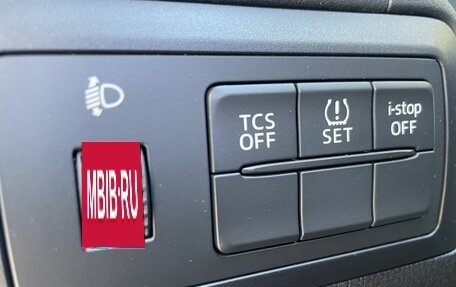 TCS
OFF
SET
i-stop
OFF
MBIB.RU